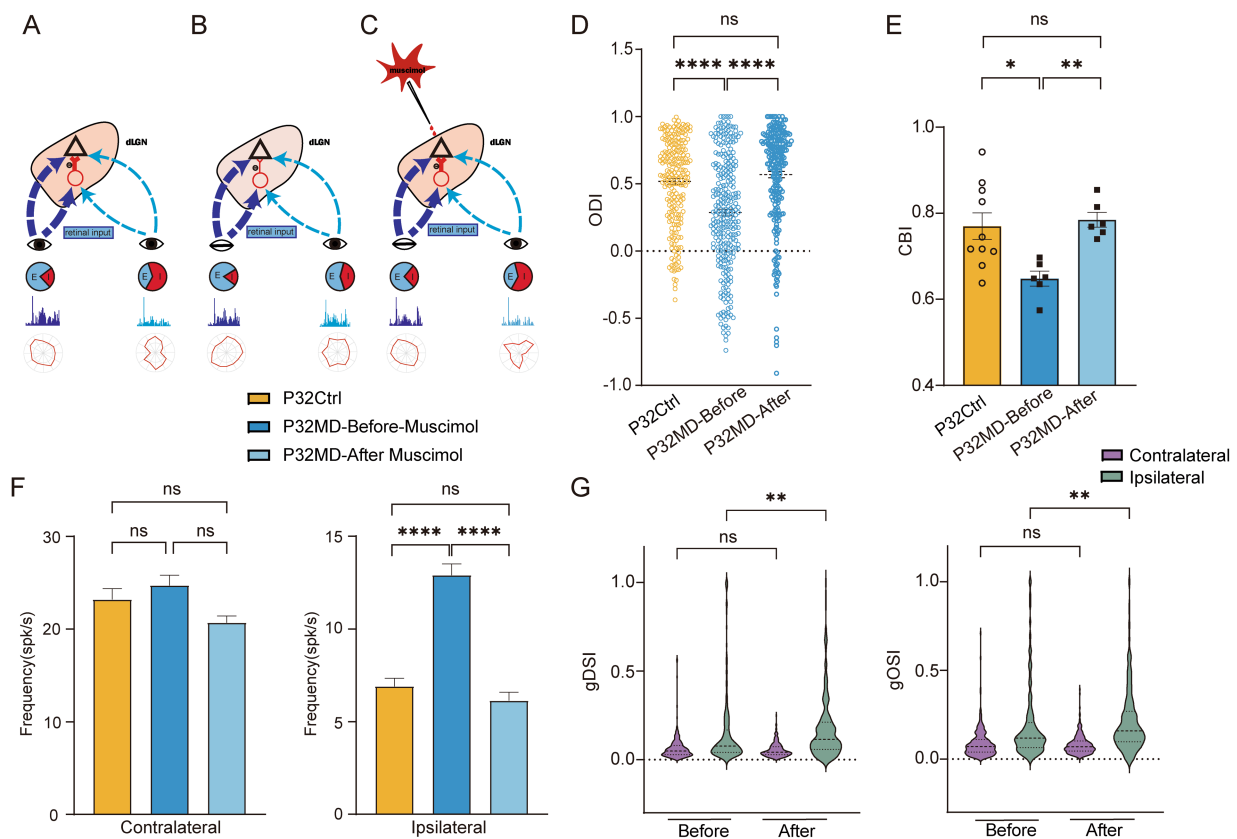 A
B
C
D
E
muscimol
dLGN
dLGN
dLGN
retinal input
retinal input
retinal input
E I
E I
E I
E I
E I
E I
ns
**** ****
ODI
1.5
1.0
0.5
0.0
-0.5
-1.0
P32Ctrl
P32MD-Before
P32MD-After
ns
* **
CBI
1.0
0.8
0.6
0.4
P32Ctrl
P32MD-Before
P32MD-After
P32Ctrl
P32MD-Before-Muscimol
P32MD-After Muscimol
Contralateral
Ipsilateral
F
ns
ns ns
Frequency(spk/s)
30
20
10
0
Contralateral
ns
**** ****
Frequency(spk/s)
15
12
9
6
3
0
Ipsilateral
G
**
ns
gDSI
1.0
0.5
0.0
Before After
**
ns
gOSI
1.0
0.5
0.0
Before After